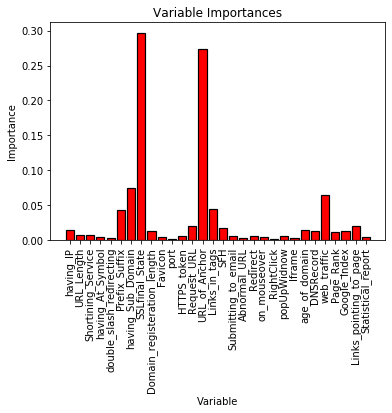 Variable Importances
0.30
0.25
0.20
0.15
0.10
0.05
0.00
Importance
having_IP
URL_Length
Shortining_Service
having_At_Symbol
double_slash_redirecting
Prefix_Suffix
having_Sub_Domain
SSLfinal_State
Domain_registeration_length
Favicon
port
HTTPS_token
Request_URL
URL_of_Anchor
Links_in_tags
SFH
Submitting_to_email
Abnormal_URL
Redirect
on_mouseover
RightClick
popUpWidnow
Iframe
age_of_domain
DNSRecord
web_traffic
Page_Rank
Google_Index
Links_pointing_to_page
Statistical_report
Variable